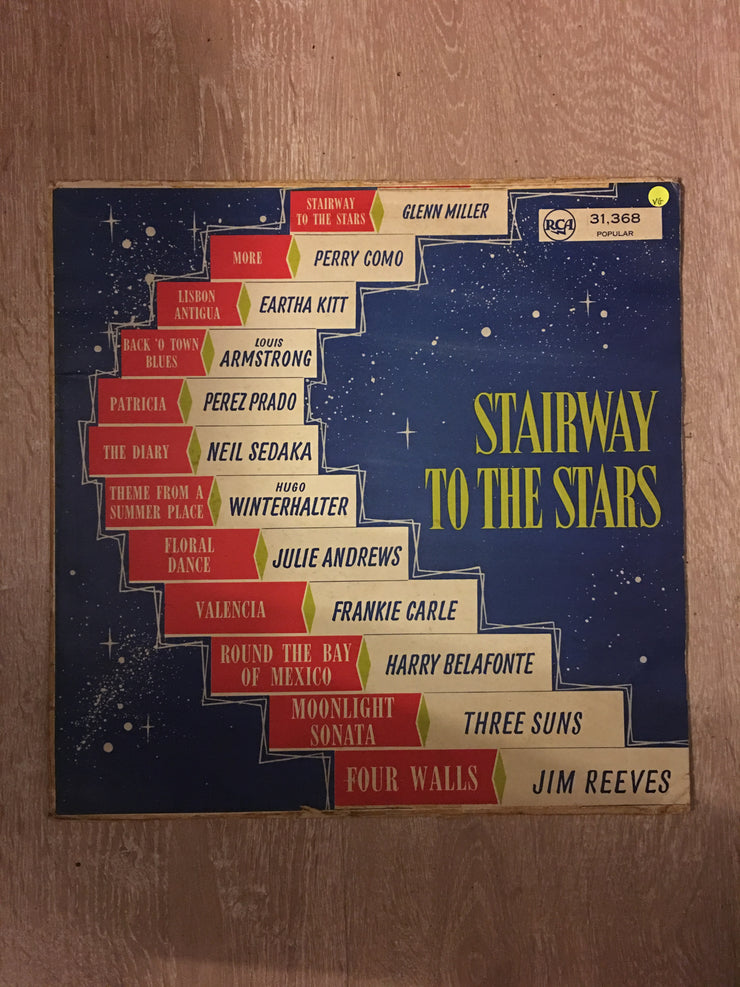 STAIRWAY
TO THE STARS
GLENN MILLER
VG
RCA
31,368
POPULAR
MORE
PERRY COMO
LISBON
ANTIGUA
EARTHA KITT
BACK 'O TOWN
BLUES
LOUIS
ARMSTRONG
PATRICIA
PEREZ PRADO
THE DIARY
NEIL SEDAKA
STAIRWAY
TO THE STARS
THEME FROM A
SUMMER PLACE
HUGO
WINTERHALTER
FLORAL
DANCE
JULIE ANDREWS
VALENCIA
FRANKIE CARLE
ROUND THE BAY
OF MEXICO
HARRY BELAFONTE
MOONLIGHT
SONATA
THREE SUNS
FOUR WALLS
JIM REEVES